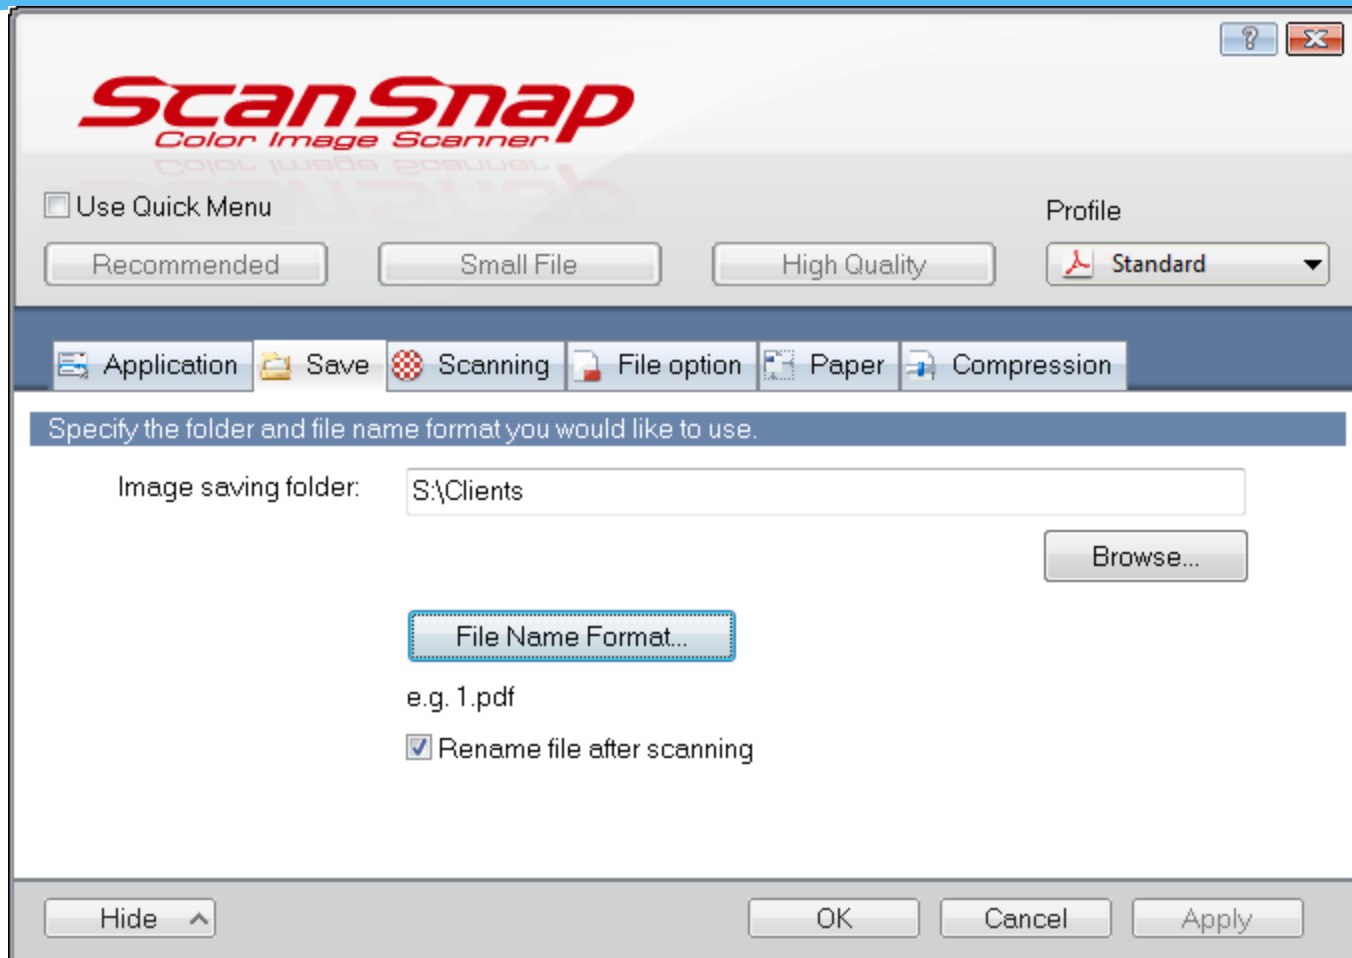 ScanSnap
Color Image Scanner
Use Quick Menu
Profile
Recommended
Small File
High Quality
Standard
Application
Save
Scanning
File option
Paper
Compression
Specify the folder and file name format you would like to use.
Image saving folder:
S:\Clients
Browse...
File Name Format...
e.g. 1.pdf
Rename file after scanning
Hide
OK
Cancel
Apply